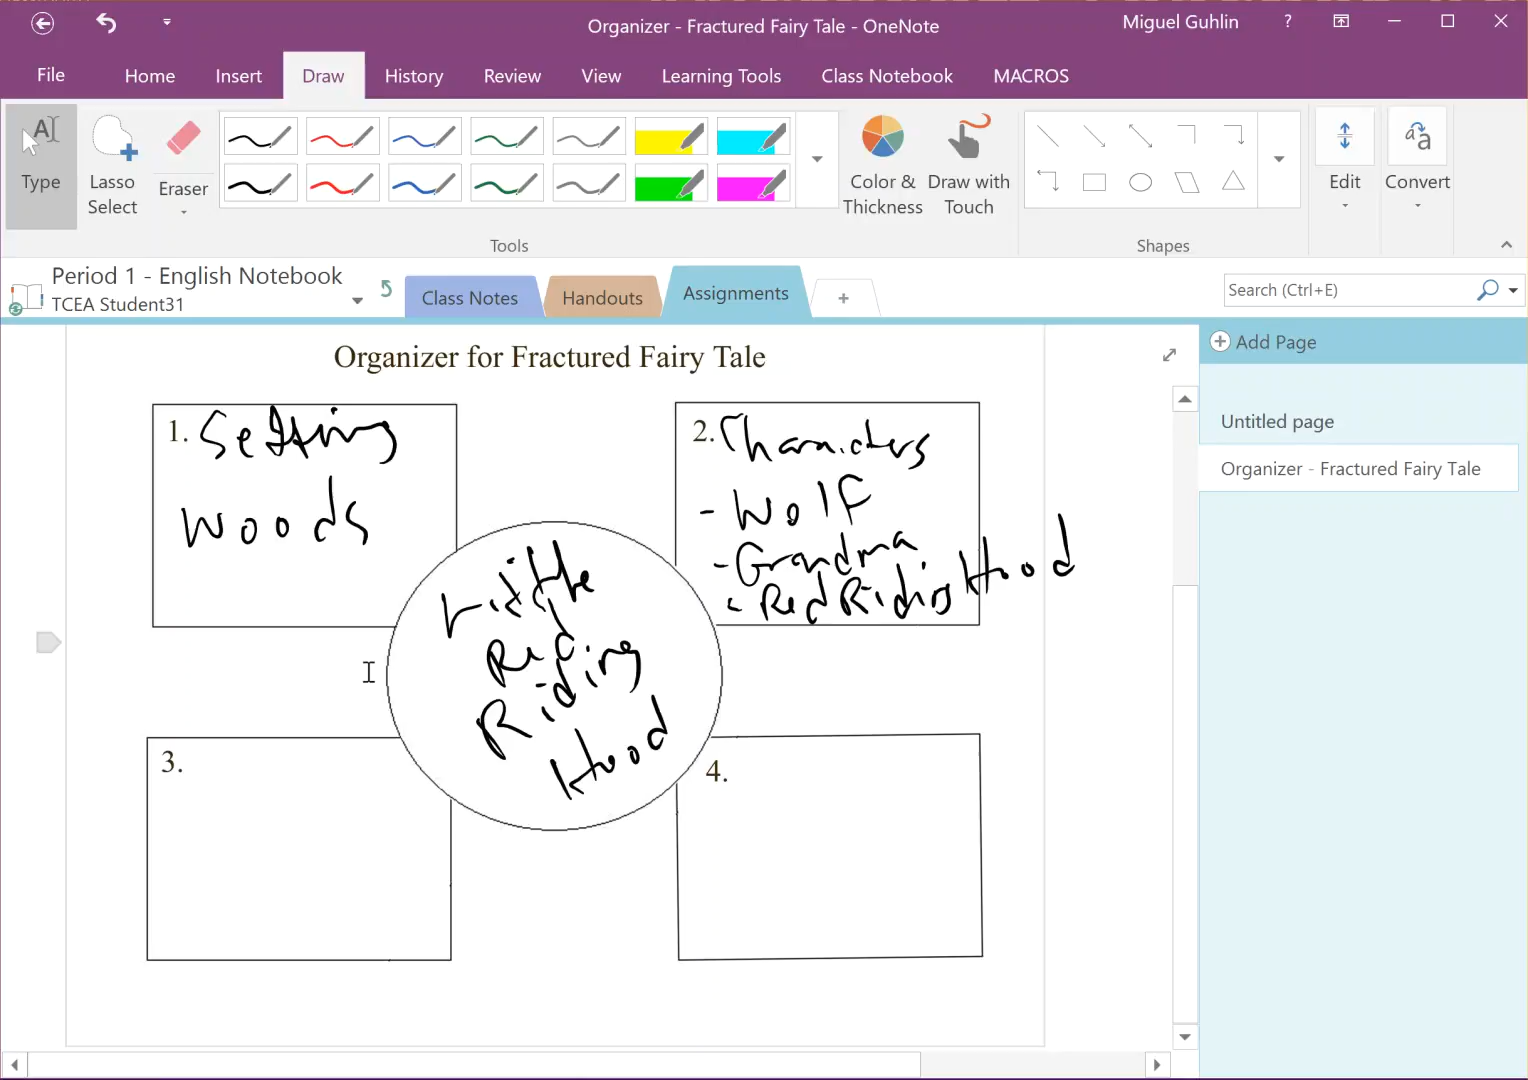 Organizer - Fractured Fairy Tale - OneNote
Miguel Guhlin
?
File Home Insert Draw History Review View Learning Tools Class Notebook MACROS
Type
Lasso Select
Eraser
Color & Thickness
Draw with Touch
Edit
Convert
Tools
Shapes
Period 1 - English Notebook
TCEA Student31
Class Notes
Handouts
Assignments
+
Search (Ctrl+E)
Add Page
Untitled page
Organizer - Fractured Fairy Tale
Organizer for Fractured Fairy Tale
1. Setting
Woods
2. Characters
- Wolf
- Grandma
- Red Riding Hood
Little
Red
Riding
Hood
3.
4.